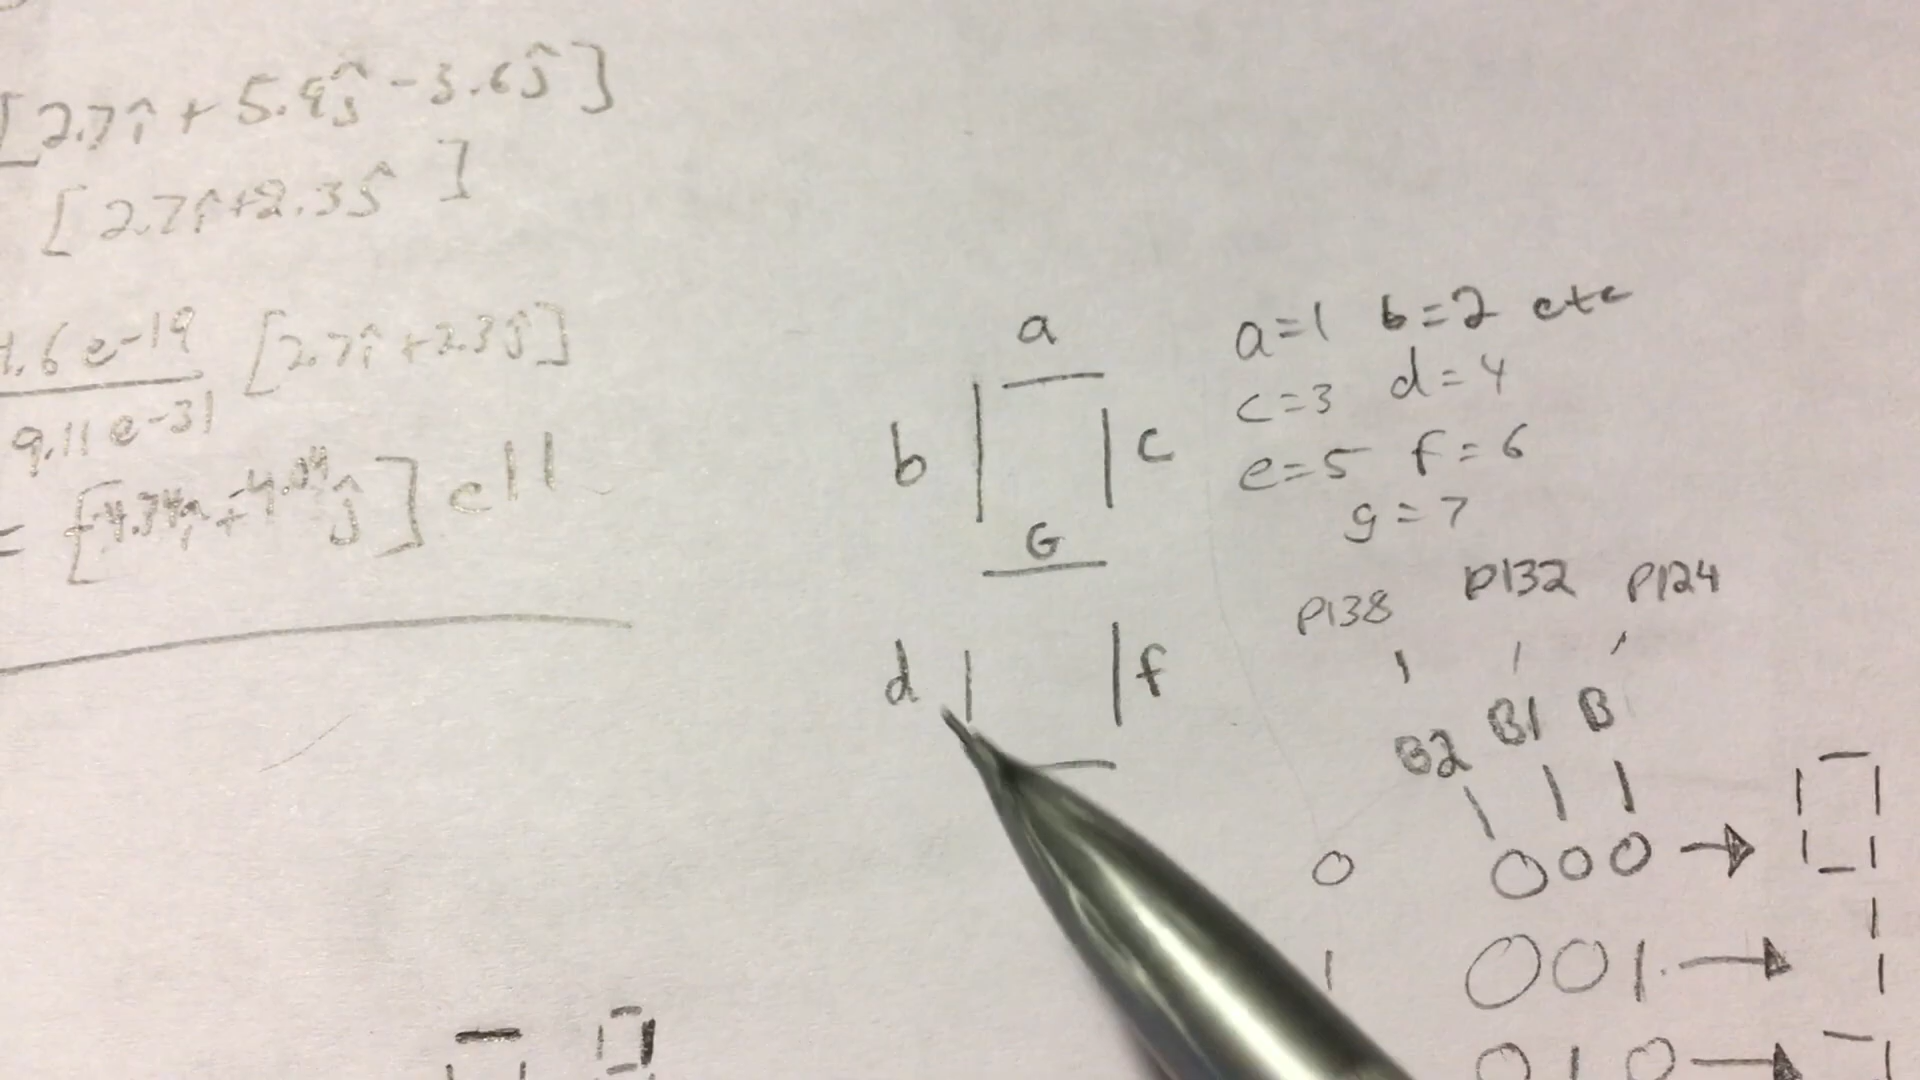 [2.7î + 5.9ĵ - 3.6ĵ]
[2.7î+2.3ĵ ]
1.6 e-19 [2.7î+2.3ĵ]
9.11 e-31
= ] e11
a
b c
G
d f
a=1 b=2 etc
c=3 d=4
e=5 f=6
g=7
P138 P132 P124
B2 B1 B
0 000 →
1 001 →
010 →